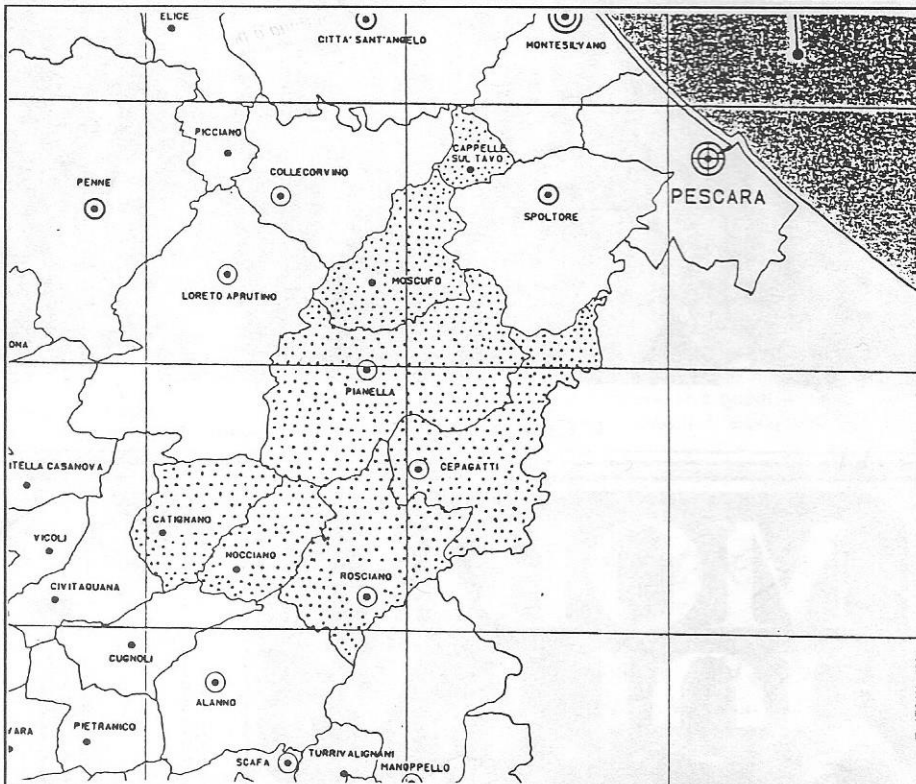 ELICE
CITTA' SANT'ANGELO
MONTESILVANO
PICCIANO
CAPPELLE
SUL TAVO
PENNE
COLLECORVINO
SPOLTORE
PESCARA
LORETO APRUTINO
MOSCUFO
ONA
PIANELLA
ITELLA CASANOVA
CEPAGATTI
CATIGNANO
VICOLI
NOCCIANO
CIVITAQUANA
ROSCIANO
CUGNOLI
ALANNO
VARA
PIETRANICO
SCAFA
TURRIVALIGNANI
MANOPPELLO